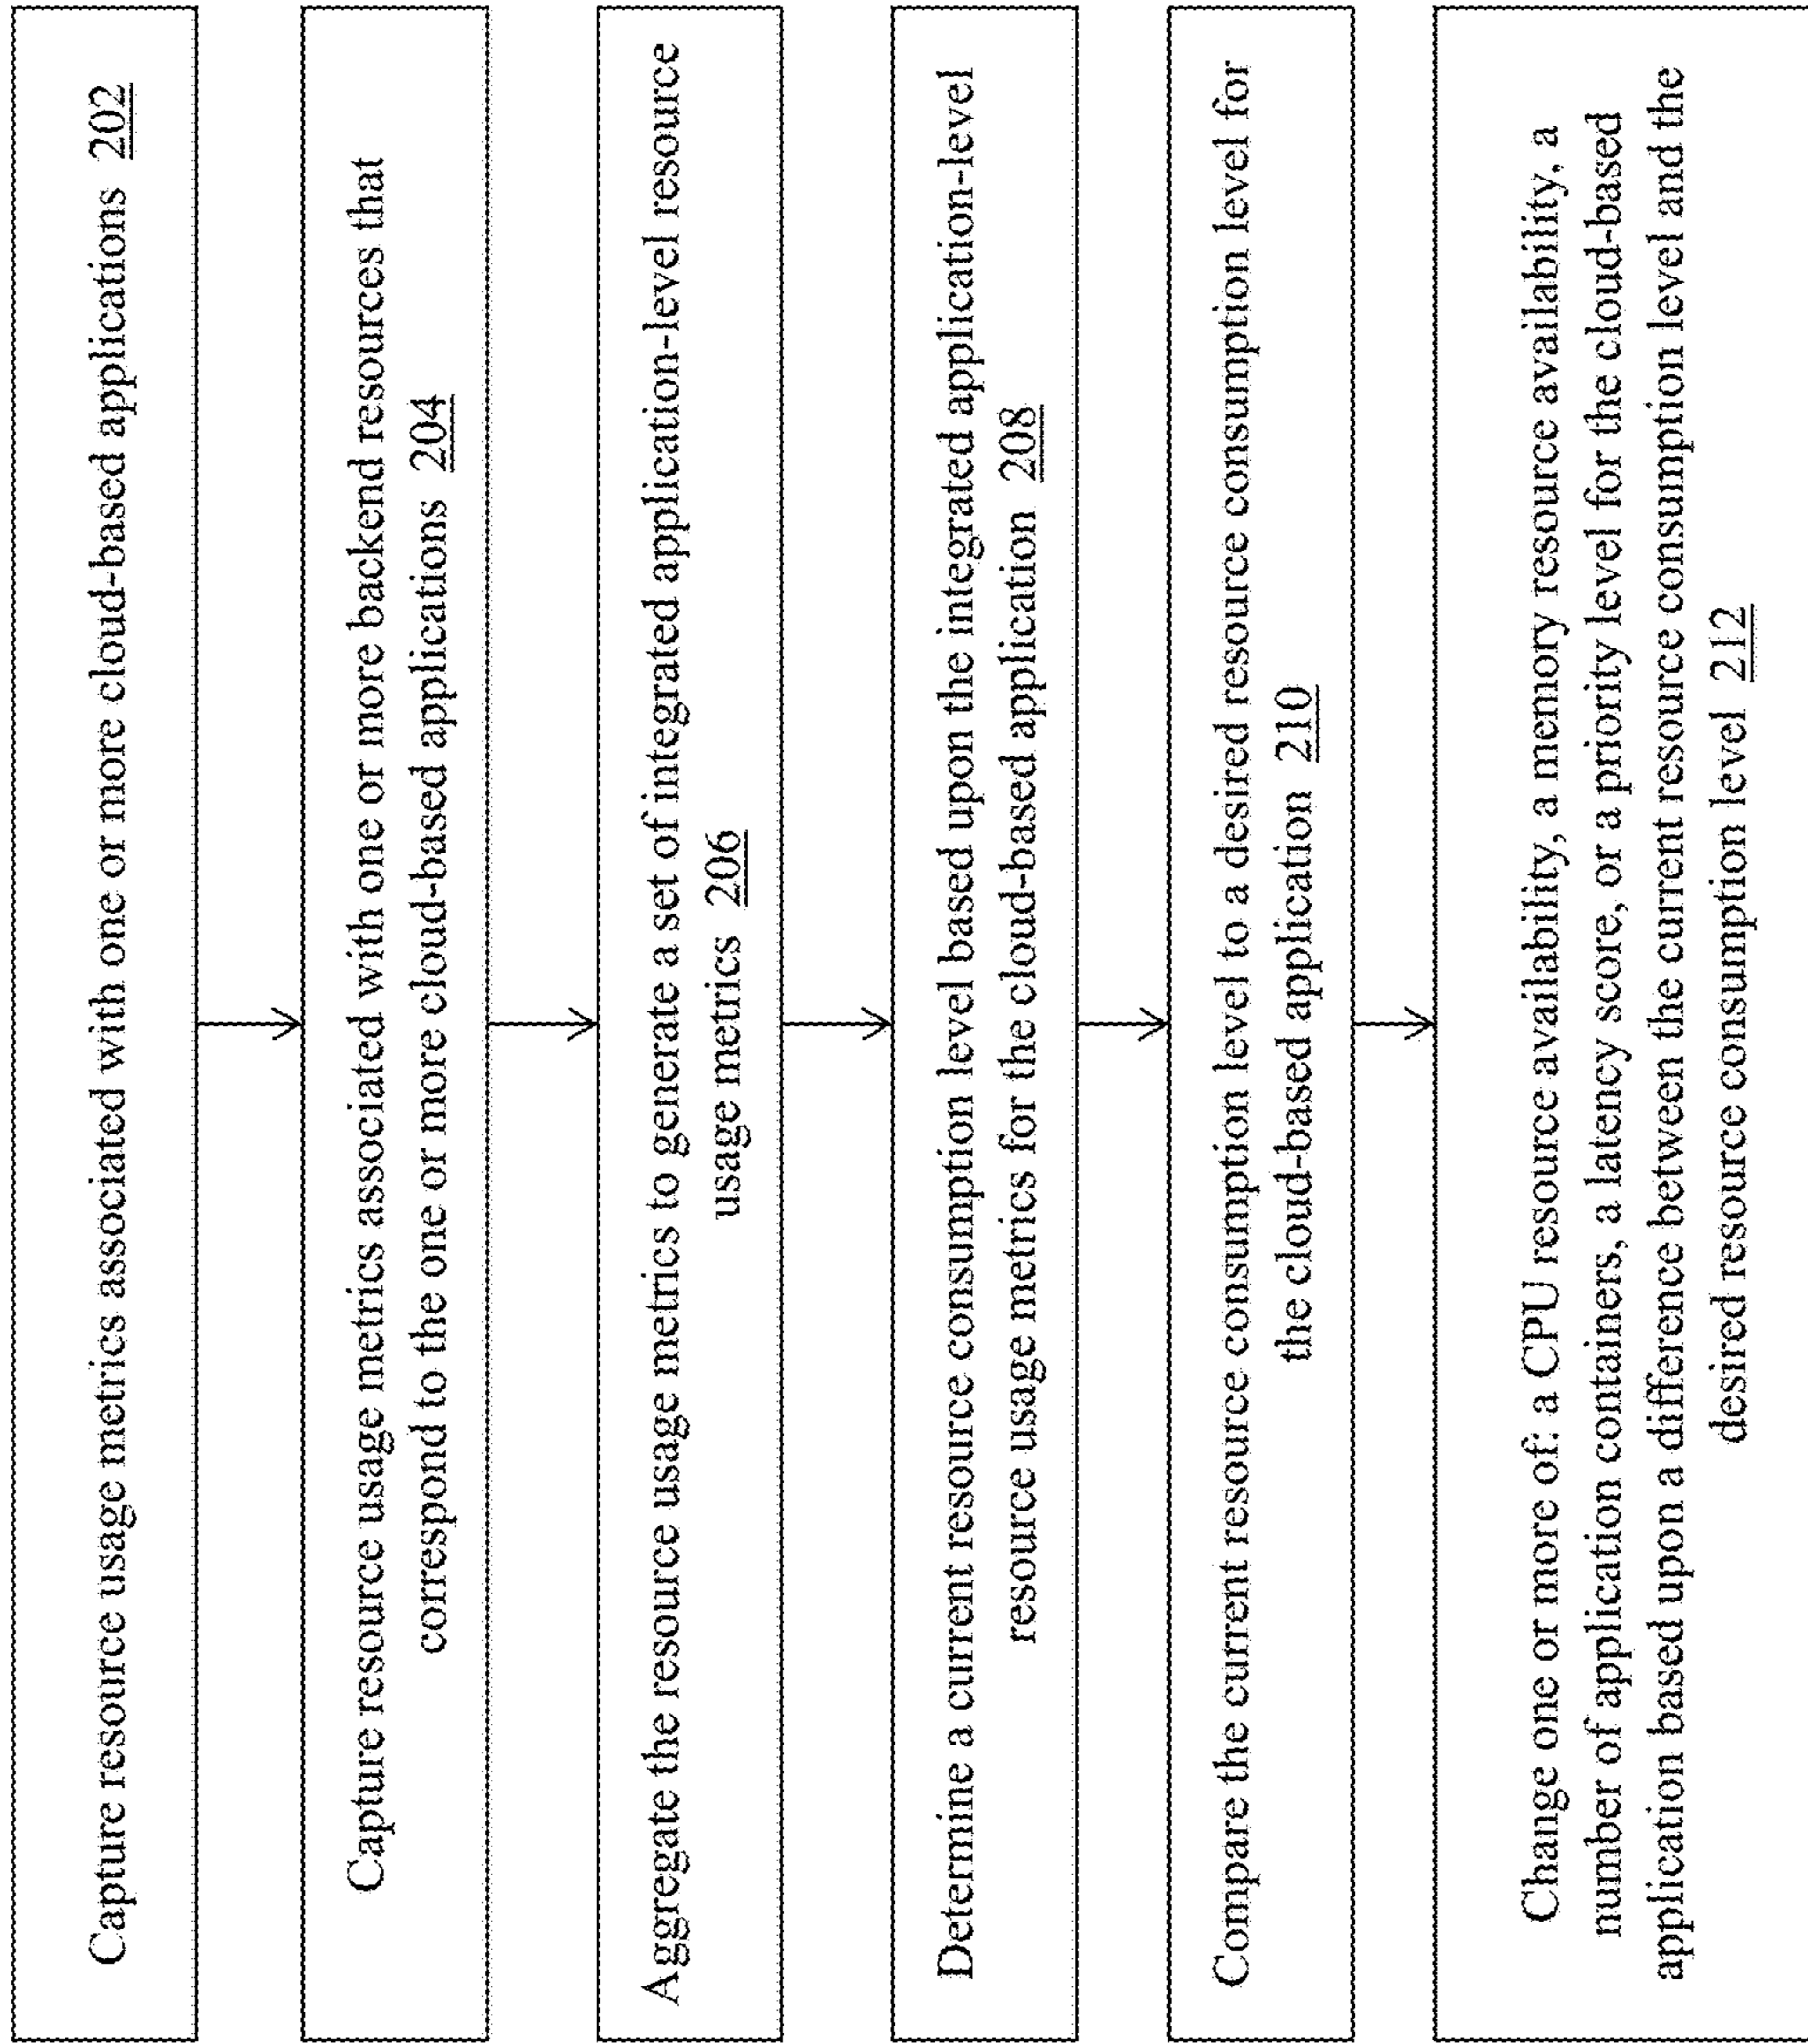 Capture resource usage metrics associated with one or more cloud-based applications 202
Capture resource usage metrics associated with one or more backend resources that
correspond to the one or more cloud-based applications 204
Aggregate the resource usage metrics to generate a set of integrated application-level resource
usage metrics 206
Determine a current resource consumption level based upon the integrated application-level
resource usage metrics for the cloud-based application 208
Compare the current resource consumption level to a desired resource consumption level for
the cloud-based application 210
Change one or more of: a CPU resource availability, a memory resource availability, a
number of application containers, a latency score, or a priority level for the cloud-based
application based upon a difference between the current resource consumption level and the
desired resource consumption level 212